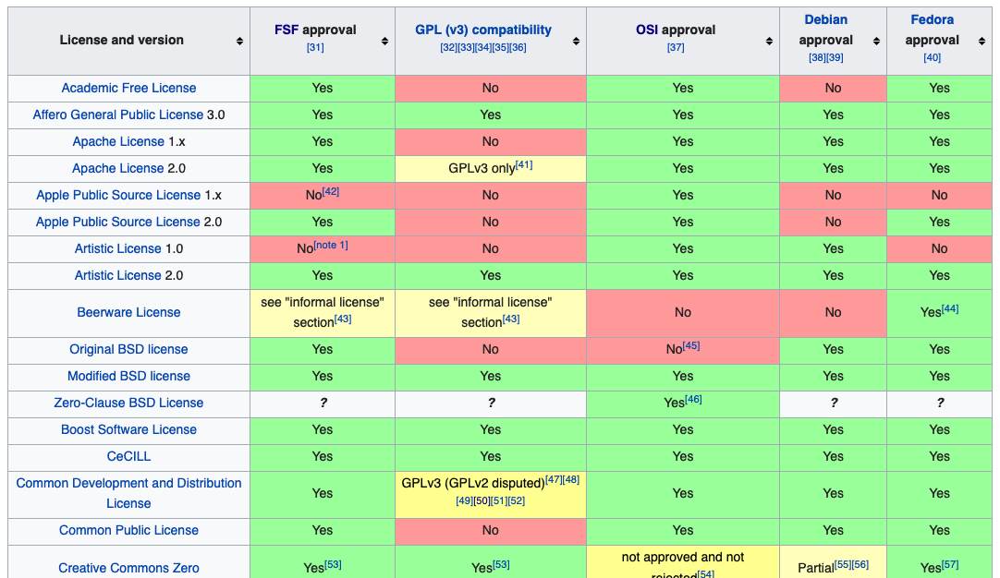 License and version FSF approval [31] GPL (v3) compatibility [32][33][34][35][36] OSI approval [37] Debian approval [38][39] Fedora approval [40]
Academic Free License Yes No Yes No Yes
Affero General Public License 3.0 Yes Yes Yes Yes Yes
Apache License 1.x Yes No Yes Yes Yes
Apache License 2.0 Yes GPLv3 only[41] Yes Yes Yes
Apple Public Source License 1.x No[42] No Yes No No
Apple Public Source License 2.0 Yes No Yes No Yes
Artistic License 1.0 No[note 1] No Yes Yes No
Artistic License 2.0 Yes Yes Yes Yes Yes
Beerware License see "informal license" section[43] see "informal license" section[43] No No Yes[44]
Original BSD license Yes No No[45] Yes Yes
Modified BSD license Yes Yes Yes Yes Yes
Zero-Clause BSD License ? ? Yes[46] ? ?
Boost Software License Yes Yes Yes Yes Yes
CeCILL Yes Yes Yes Yes Yes
Common Development and Distribution License Yes GPLv3 (GPLv2 disputed)[47][48][49][50][51][52] Yes Yes Yes
Common Public License Yes No Yes Yes Yes
Creative Commons Zero Yes[53] Yes[53] not approved and not rejected[54] Partial[55][56] Yes[57]